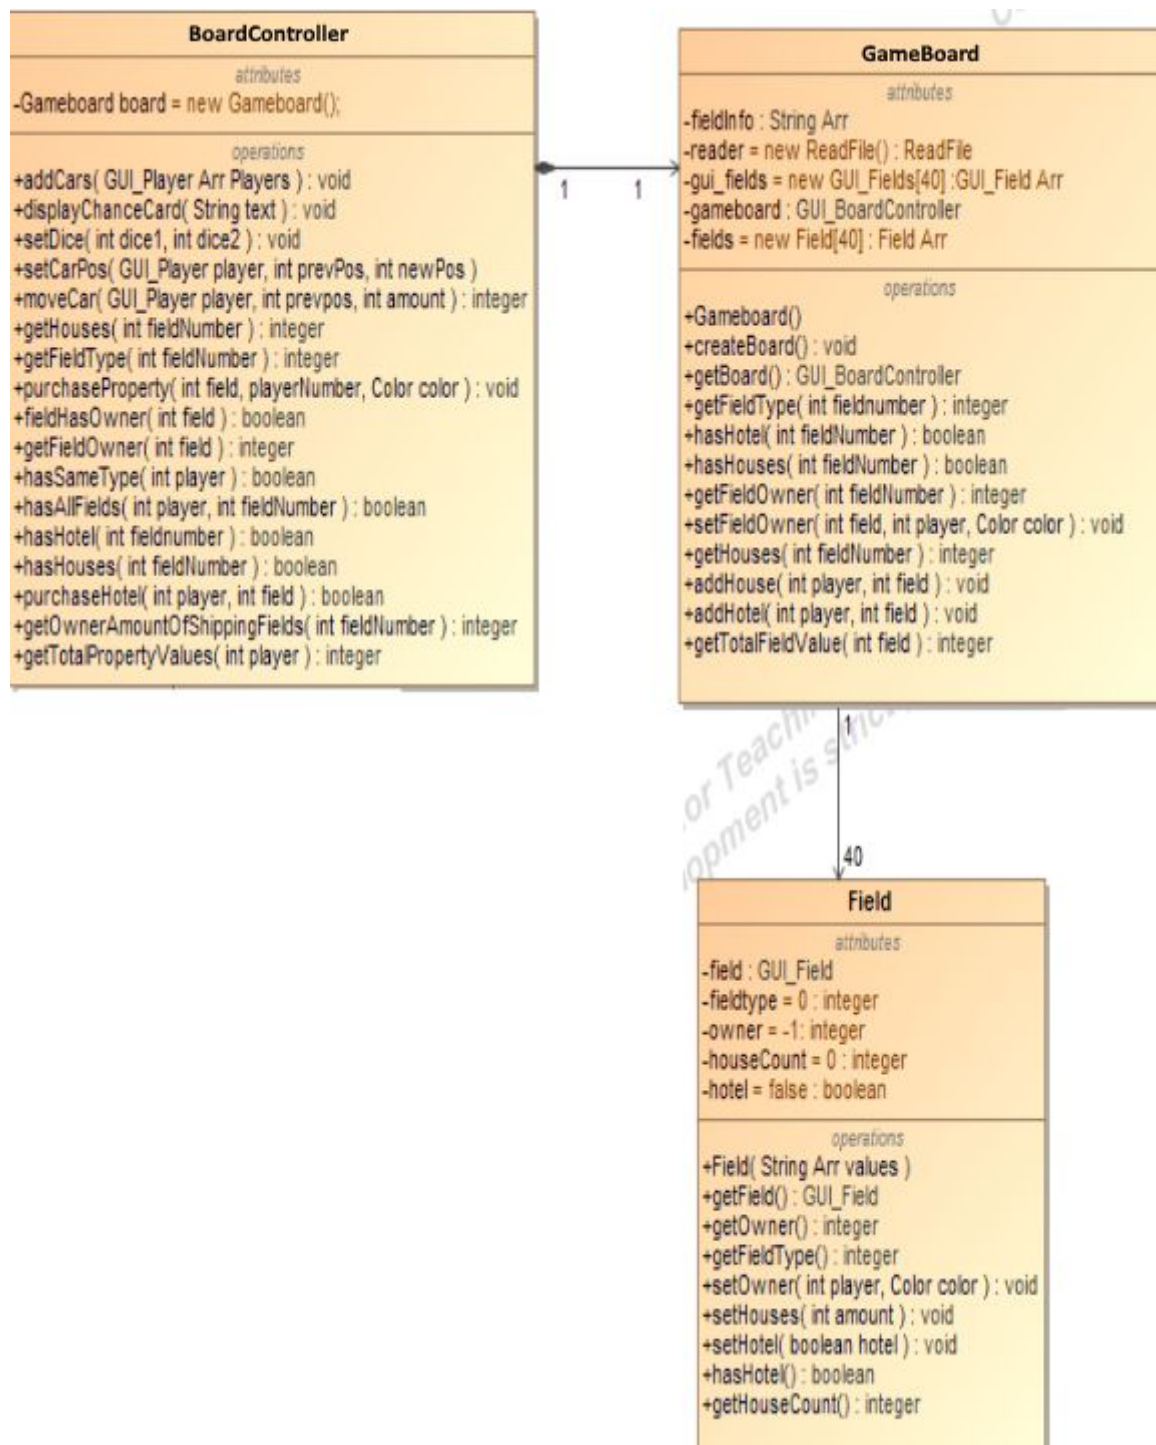 BoardController
attributes
-Gameboard board = new Gameboard();
operations
+addCars( GUI_Player Arr Players ) : void
+displayChanceCard( String text ) : void
+setDice( int dice1, int dice2 ) : void
+setCarPos( GUI_Player player, int prevPos, int newPos )
+moveCar( GUI_Player player, int prevpos, int amount ) : integer
+getHouses( int fieldNumber ) : integer
+getFieldType( int fieldNumber ) : integer
+purchaseProperty( int field, playerNumber, Color color ) : void
+fieldHasOwner( int field ) : boolean
+getFieldOwner( int field ) : integer
+hasSameType( int player ) : boolean
+hasAllFields( int player, int fieldNumber ) : boolean
+hasHotel( int fieldnumber ) : boolean
+hasHouses( int fieldNumber ) : boolean
+purchaseHotel( int player, int field ) : boolean
+getOwnerAmountOfShippingFields( int fieldNumber ) : integer
+getTotalPropertyValues( int player ) : integer
1 1
GameBoard
attributes
-fieldInfo : String Arr
-reader = new ReadFile() : ReadFile
-gui_fields = new GUI_Fields[40] :GUI_Field Arr
-gameboard : GUI_BoardController
-fields = new Field[40] : Field Arr
operations
+Gameboard()
+createBoard() : void
+getBoard() : GUI_BoardController
+getFieldType( int fieldnumber ) : integer
+hasHotel( int fieldNumber ) : boolean
+hasHouses( int fieldNumber ) : boolean
+getFieldOwner( int fieldNumber ) : integer
+setFieldOwner( int field, int player, Color color ) : void
+getHouses( int fieldNumber ) : integer
+addHouse( int player, int field ) : void
+addHotel( int player, int field ) : void
+getTotalFieldValue( int field ) : integer
1
or Teachin
opment is stric
40
Field
attributes
-field : GUI_Field
-fieldtype = 0 : integer
-owner = -1: integer
-houseCount = 0 : integer
-hotel = false : boolean
operations
+Field( String Arr values )
+getField() : GUI_Field
+getOwner() : integer
+getFieldType() : integer
+setOwner( int player, Color color ) : void
+setHouses( int amount ) : void
+setHotel( boolean hotel ) : void
+hasHotel() : boolean
+getHouseCount() : integer